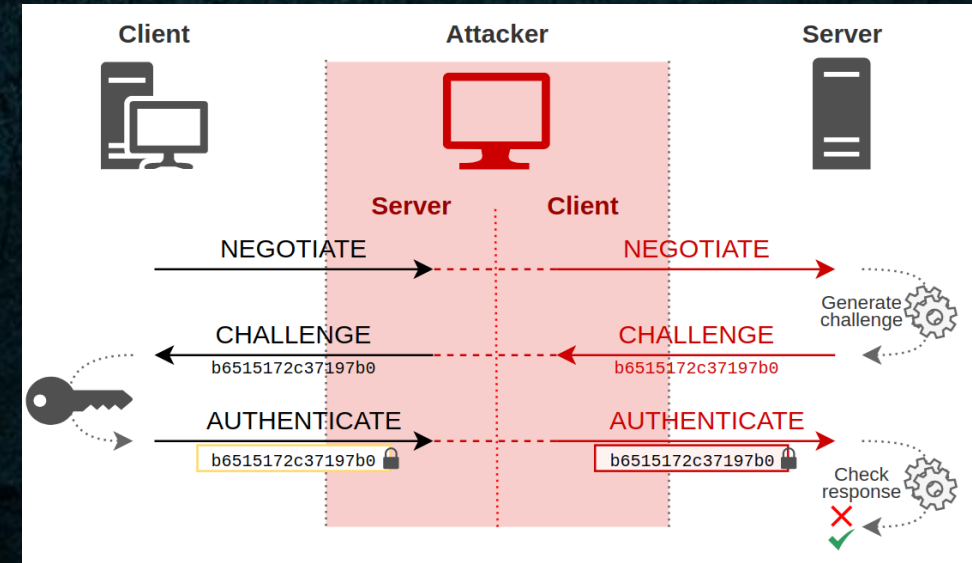 Client Attacker Server
Server Client
NEGOTIATE NEGOTIATE
Generate
challenge
CHALLENGE CHALLENGE
b6515172c37197b0 b6515172c37197b0
AUTHENTICATE AUTHENTICATE
b6515172c37197b0 b6515172c37197b0
Check
response